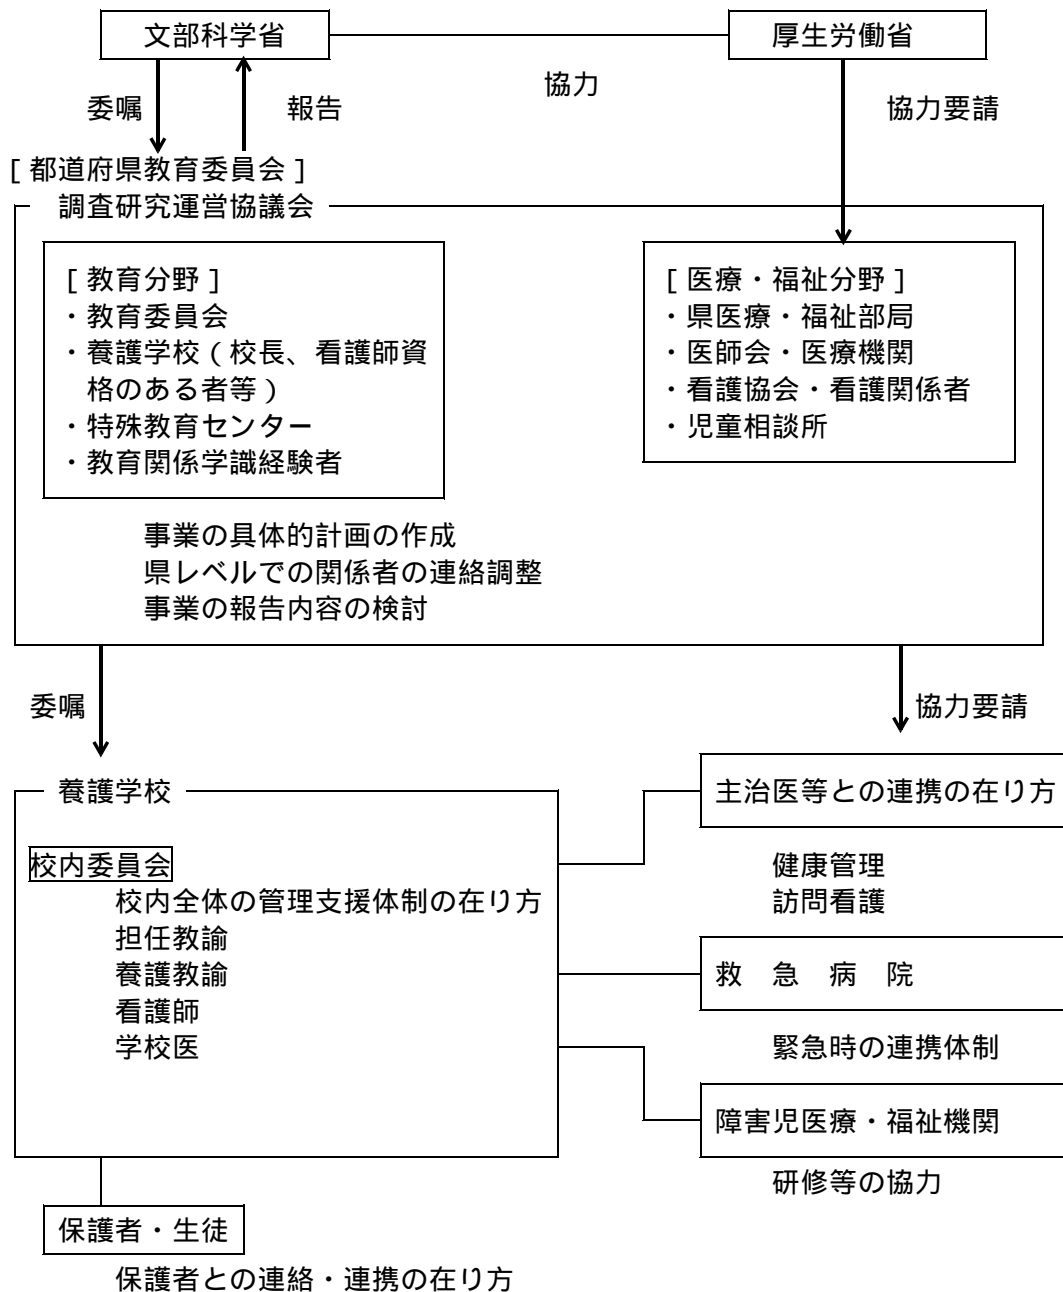 文部科学省
厚生労働省
協力
委嘱
報告
協力要請
[ 都道府県教育委員会 ]
調査研究運営協議会
[ 教育分野 ]
・教育委員会
・養護学校（校長、看護師資
格のある者等）
・特殊教育センター
・教育関係学識経験者
[ 医療・福祉分野 ]
・県医療・福祉部局
・医師会・医療機関
・看護協会・看護関係者
・児童相談所
事業の具体的計画の作成
県レベルでの関係者の連絡調整
事業の報告内容の検討
委嘱
協力要請
養護学校
校内委員会
校内全体の管理支援体制の在り方
担任教諭
養護教諭
看護師
学校医
主治医等との連携の在り方
健康管理
訪問看護
救　急　病　院
緊急時の連携体制
障害児医療・福祉機関
研修等の協力
保護者・生徒
保護者との連絡・連携の在り方